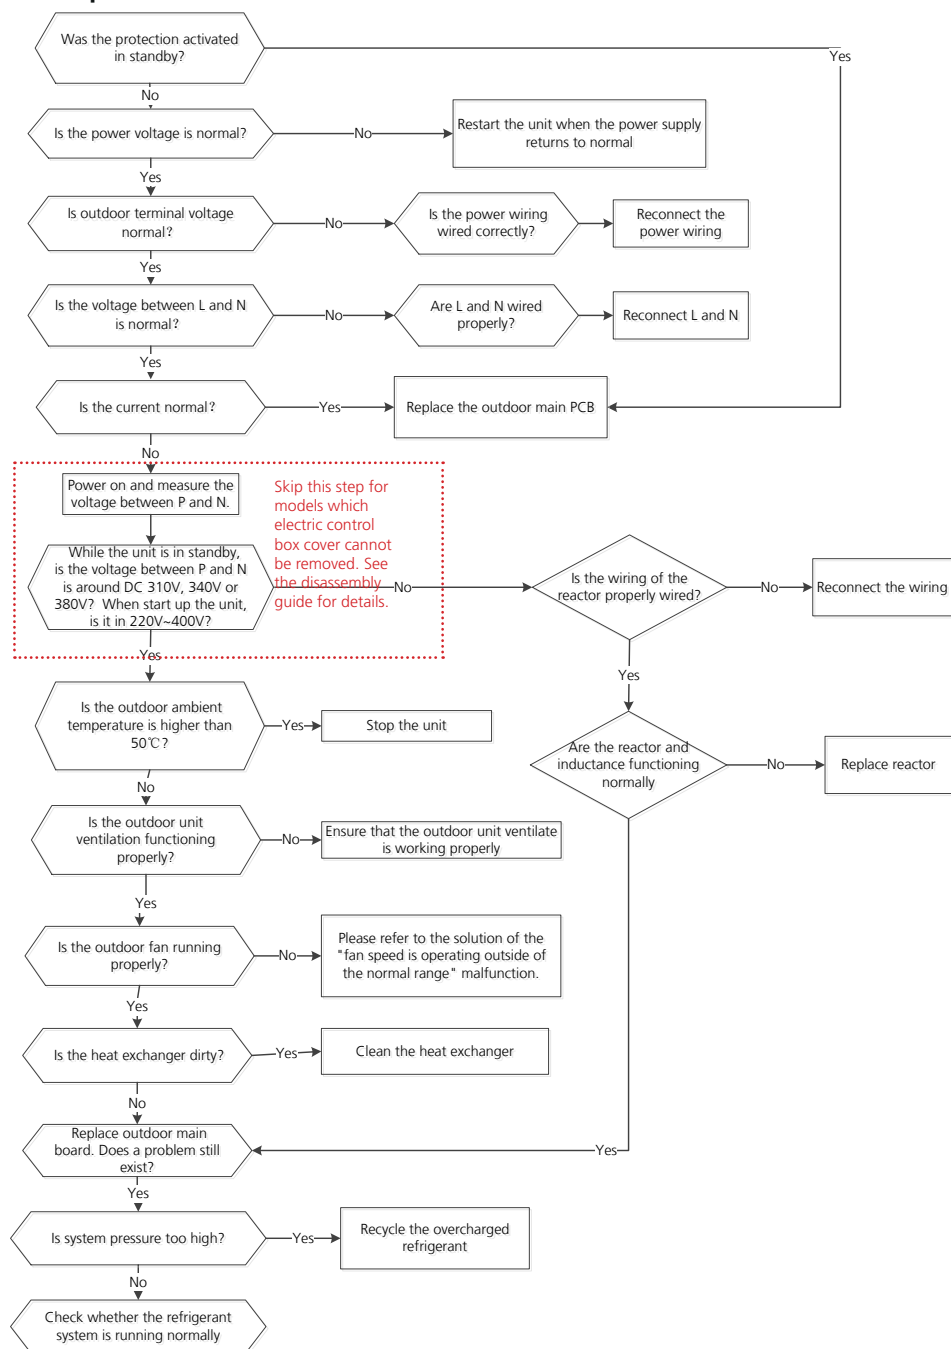 Was the protection activated
in standby?
Yes
No
Is the power voltage is normal?
No
Restart the unit when the power supply
returns to normal
Yes
Is outdoor terminal voltage
normal?
No
Is the power wiring
wired correctly?
Reconnect the
power wiring
Yes
Is the voltage between L and N
is normal?
No
Are L and N wired
properly?
Reconnect L and N
Yes
Is the current normal?
Yes
Replace the outdoor main PCB
No
Power on and measure the
voltage between P and N.
Skip this step for
models which
electric control
box cover cannot
be removed. See
the disassembly
guide for details.
While the unit is in standby,
is the voltage between P and N
is around DC 310V, 340V or
380V? When start up the unit,
is it in 220V~400V?
No
Is the wiring of the
reactor properly wired?
No
Reconnect the wiring
Yes
Yes
Is the outdoor ambient
temperature is higher than
50℃?
Yes
Stop the unit
Are the reactor and
inductance functioning
normally
No
Replace reactor
No
Is the outdoor unit
ventilation functioning
properly?
No
Ensure that the outdoor unit ventilate
is working properly
Yes
Is the outdoor fan running
properly?
No
Please refer to the solution of the
"fan speed is operating outside of
the normal range" malfunction.
Yes
Is the heat exchanger dirty?
Yes
Clean the heat exchanger
No
Replace outdoor main
board. Does a problem still
exist?
Yes
Yes
Is system pressure too high?
Yes
Recycle the overcharged
refrigerant
No
Check whether the refrigerant
system is running normally